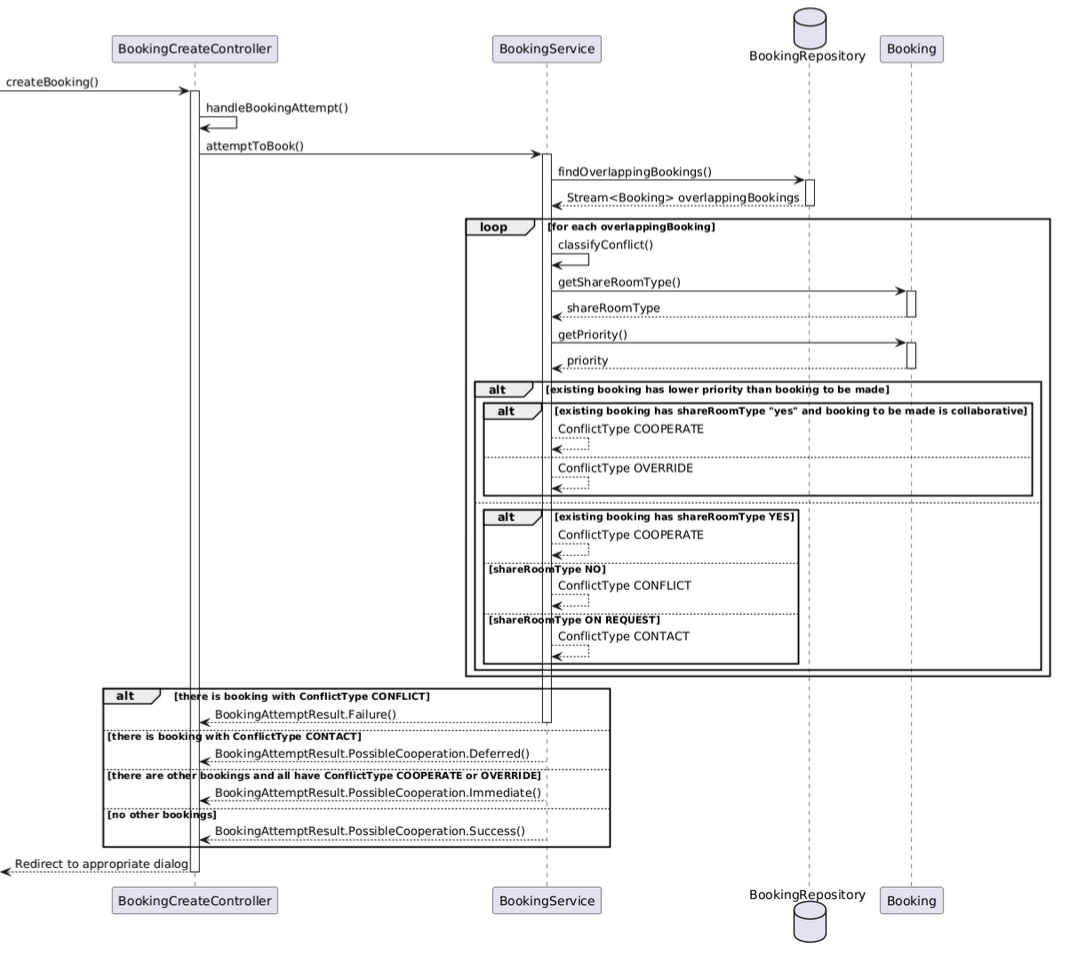 BookingCreateController
BookingService
BookingRepository
Booking
createBooking()
handleBookingAttempt()
attemptToBook()
findOverlappingBookings()
Stream<Booking> overlappingBookings
loop [for each overlappingBooking]
classifyConflict()
getShareRoomType()
shareRoomType
getPriority()
priority
alt [existing booking has lower priority than booking to be made]
alt [existing booking has shareRoomType "yes" and booking to be made is collaborative]
ConflictType COOPERATE
ConflictType OVERRIDE
alt [existing booking has shareRoomType YES]
ConflictType COOPERATE
[shareRoomType NO]
ConflictType CONFLICT
[shareRoomType ON REQUEST]
ConflictType CONTACT
alt [there is booking with ConflictType CONFLICT]
BookingAttemptResult.Failure()
[there is booking with ConflictType CONTACT]
BookingAttemptResult.PossibleCooperation.Deferred()
[there are other bookings and all have ConflictType COOPERATE or OVERRIDE]
BookingAttemptResult.PossibleCooperation.Immediate()
[no other bookings]
BookingAttemptResult.PossibleCooperation.Success()
Redirect to appropriate dialog
BookingCreateController
BookingService
BookingRepository
Booking